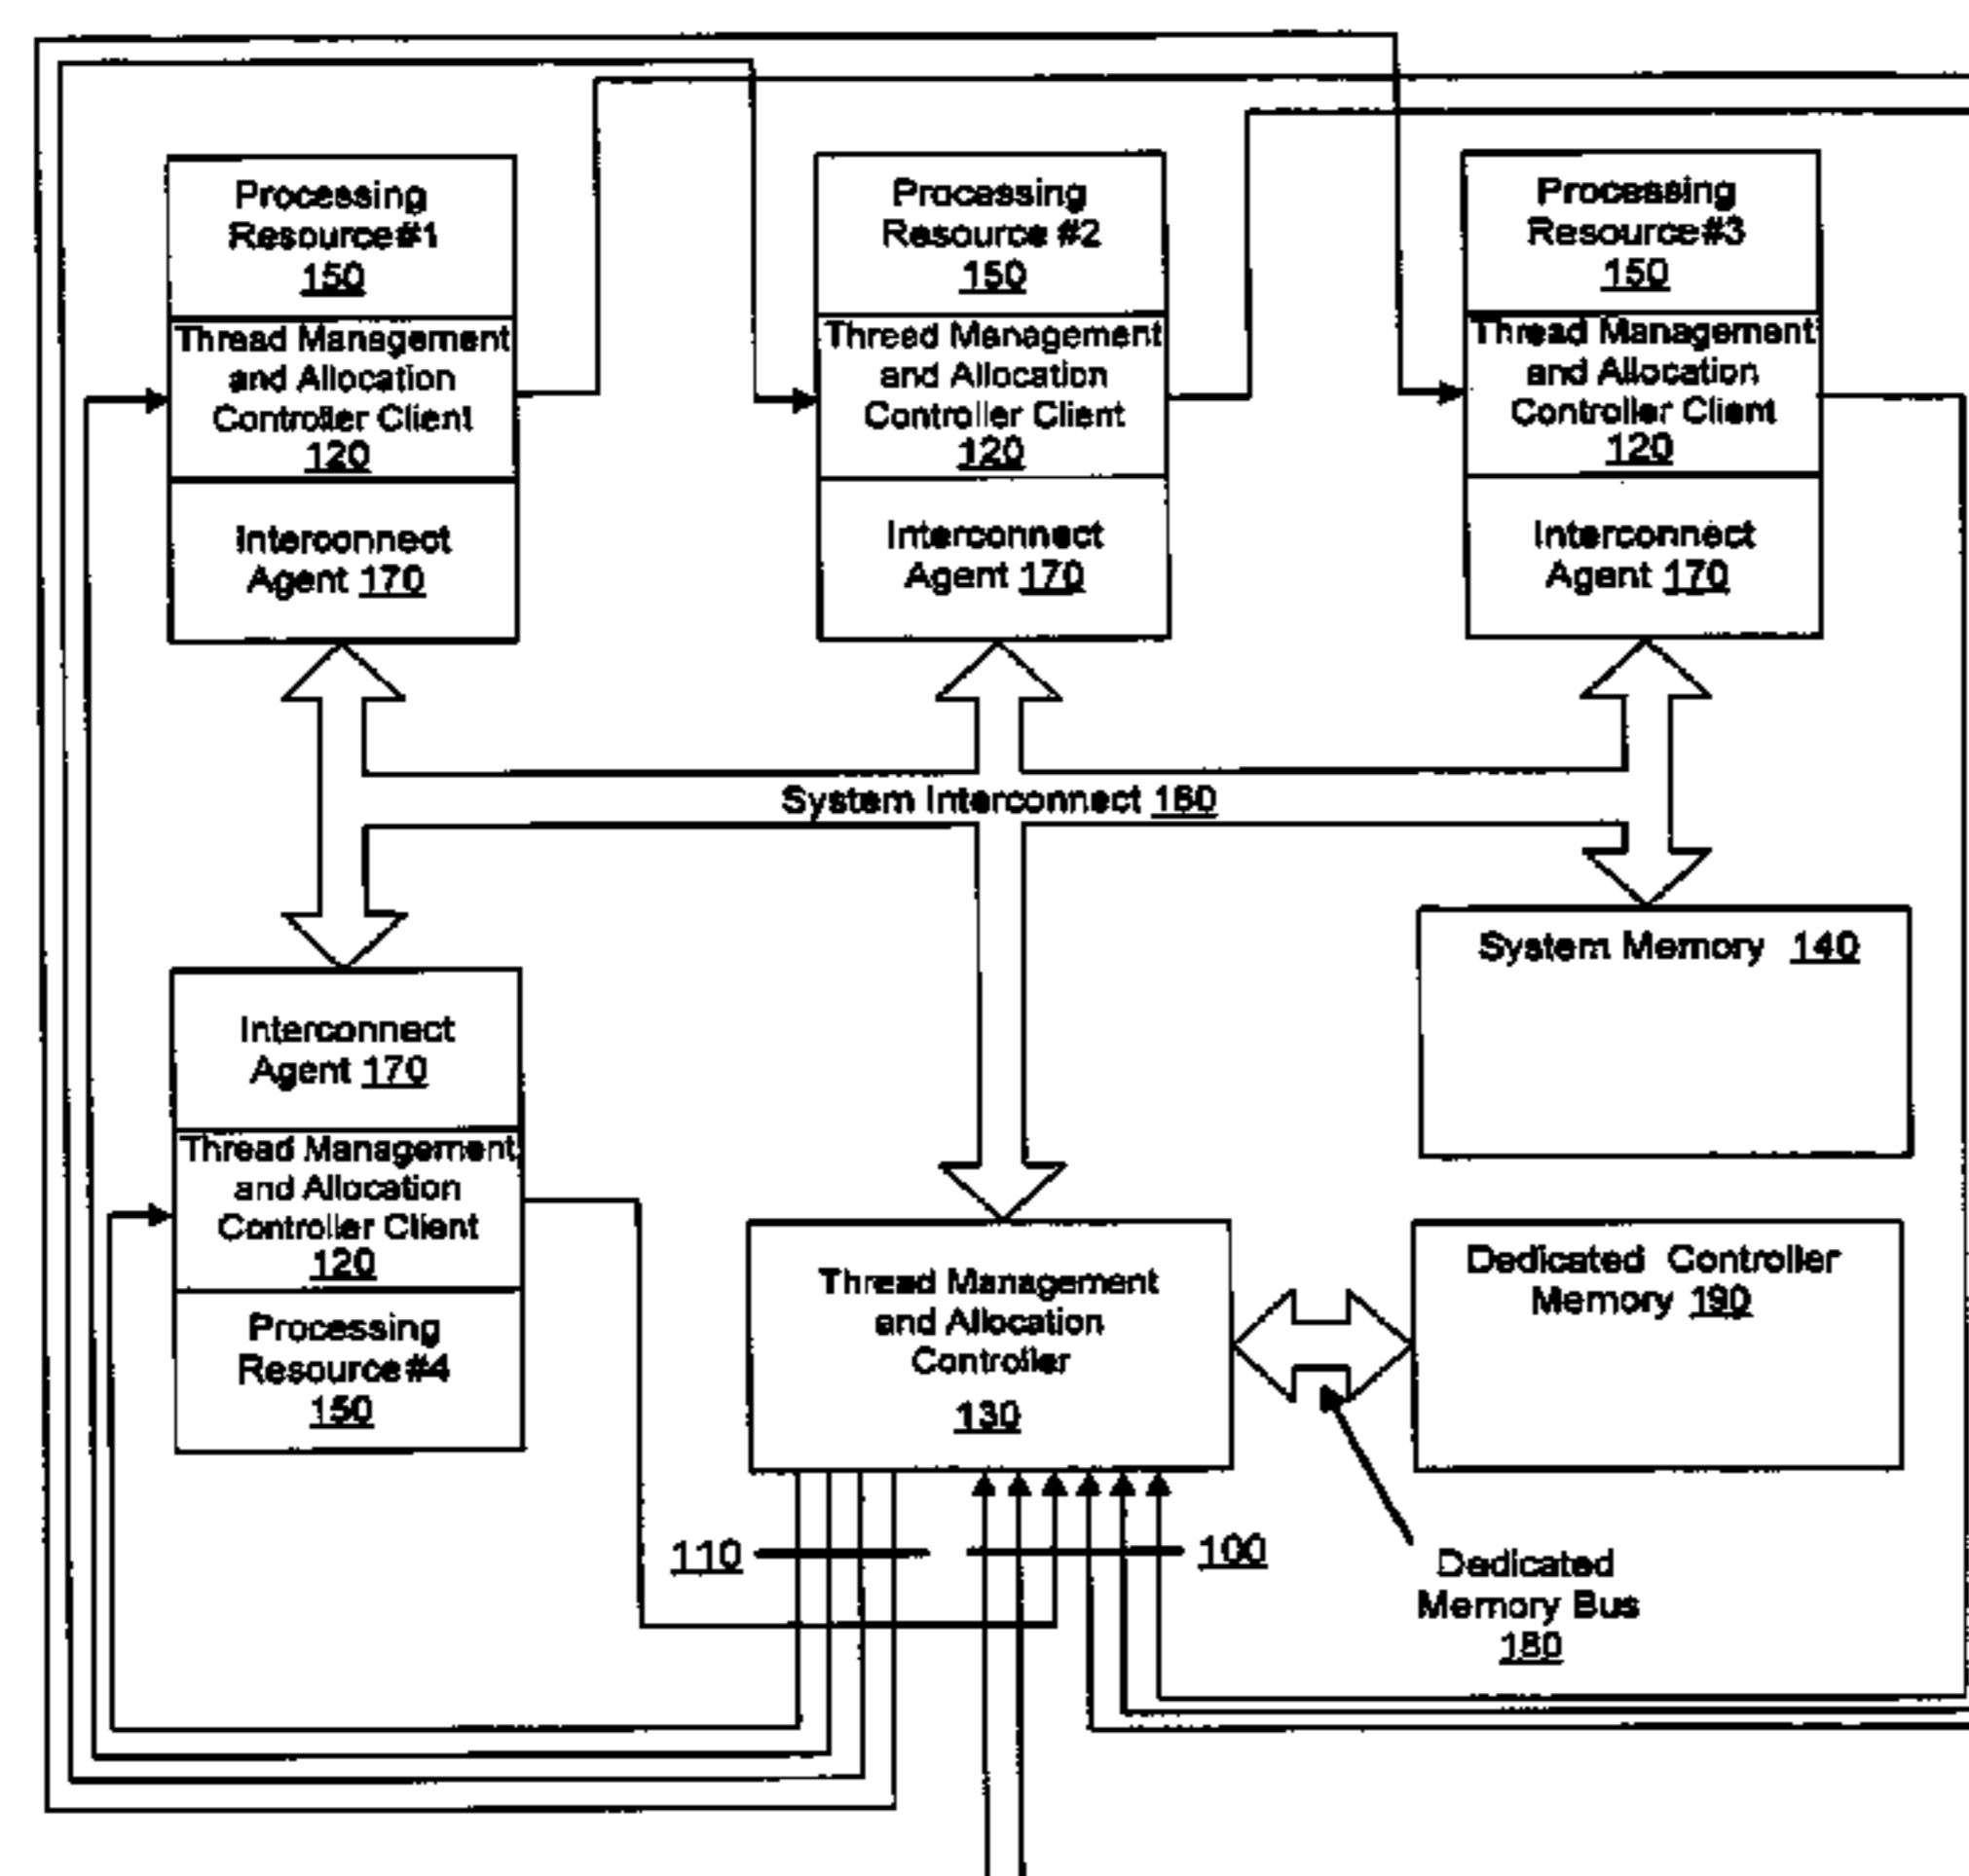 Processing
Resource#1
150
Thread Management
and Allocation
Controller Client
120
Interconnect
Agent 170
Processing
Resource #2
150
Thread Management
and Allocation
Controller Client
120
Interconnect
Agent 170
Processing
Resource#3
150
Thread Management
and Allocation
Controller Client
120
Interconnect
Agent 170
System Interconnect 160
System Memory 140
Interconnect
Agent 170
Thread Management
and Allocation
Controller Client
120
Processing
Resource#4
150
Thread Management
and Allocation
Controller
130
Dedicated Controller
Memory 190
110
100
Dedicated
Memory Bus
180